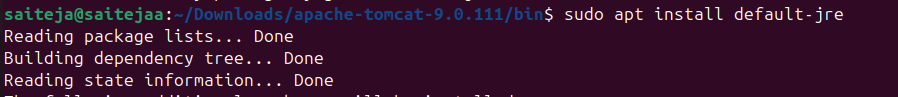 saiteja@saitejaa:~/Downloads/apache-tomcat-9.0.111/bin$ sudo apt install default-jre
Reading package lists... Done
Building dependency tree... Done
Reading state information... Done